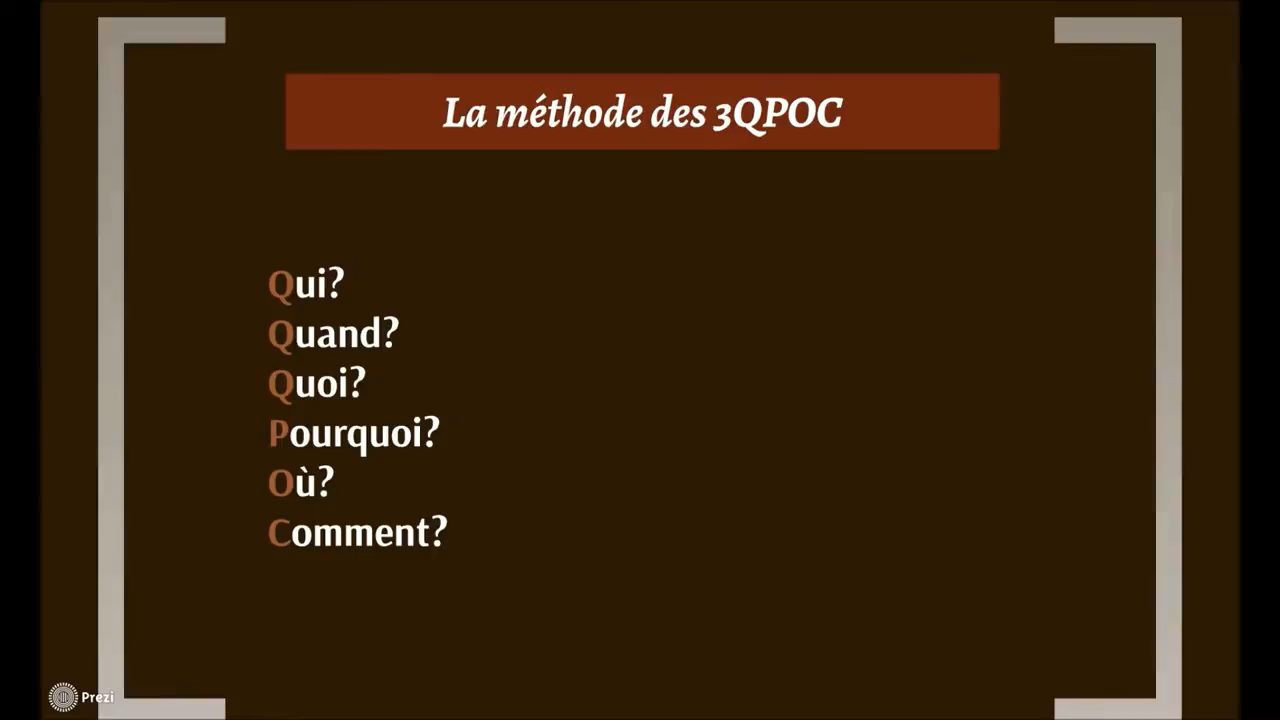 La méthode des 3QPOC
Qui?
Quand?
Quoi?
Pourquoi?
Où?
Comment?
Prezi